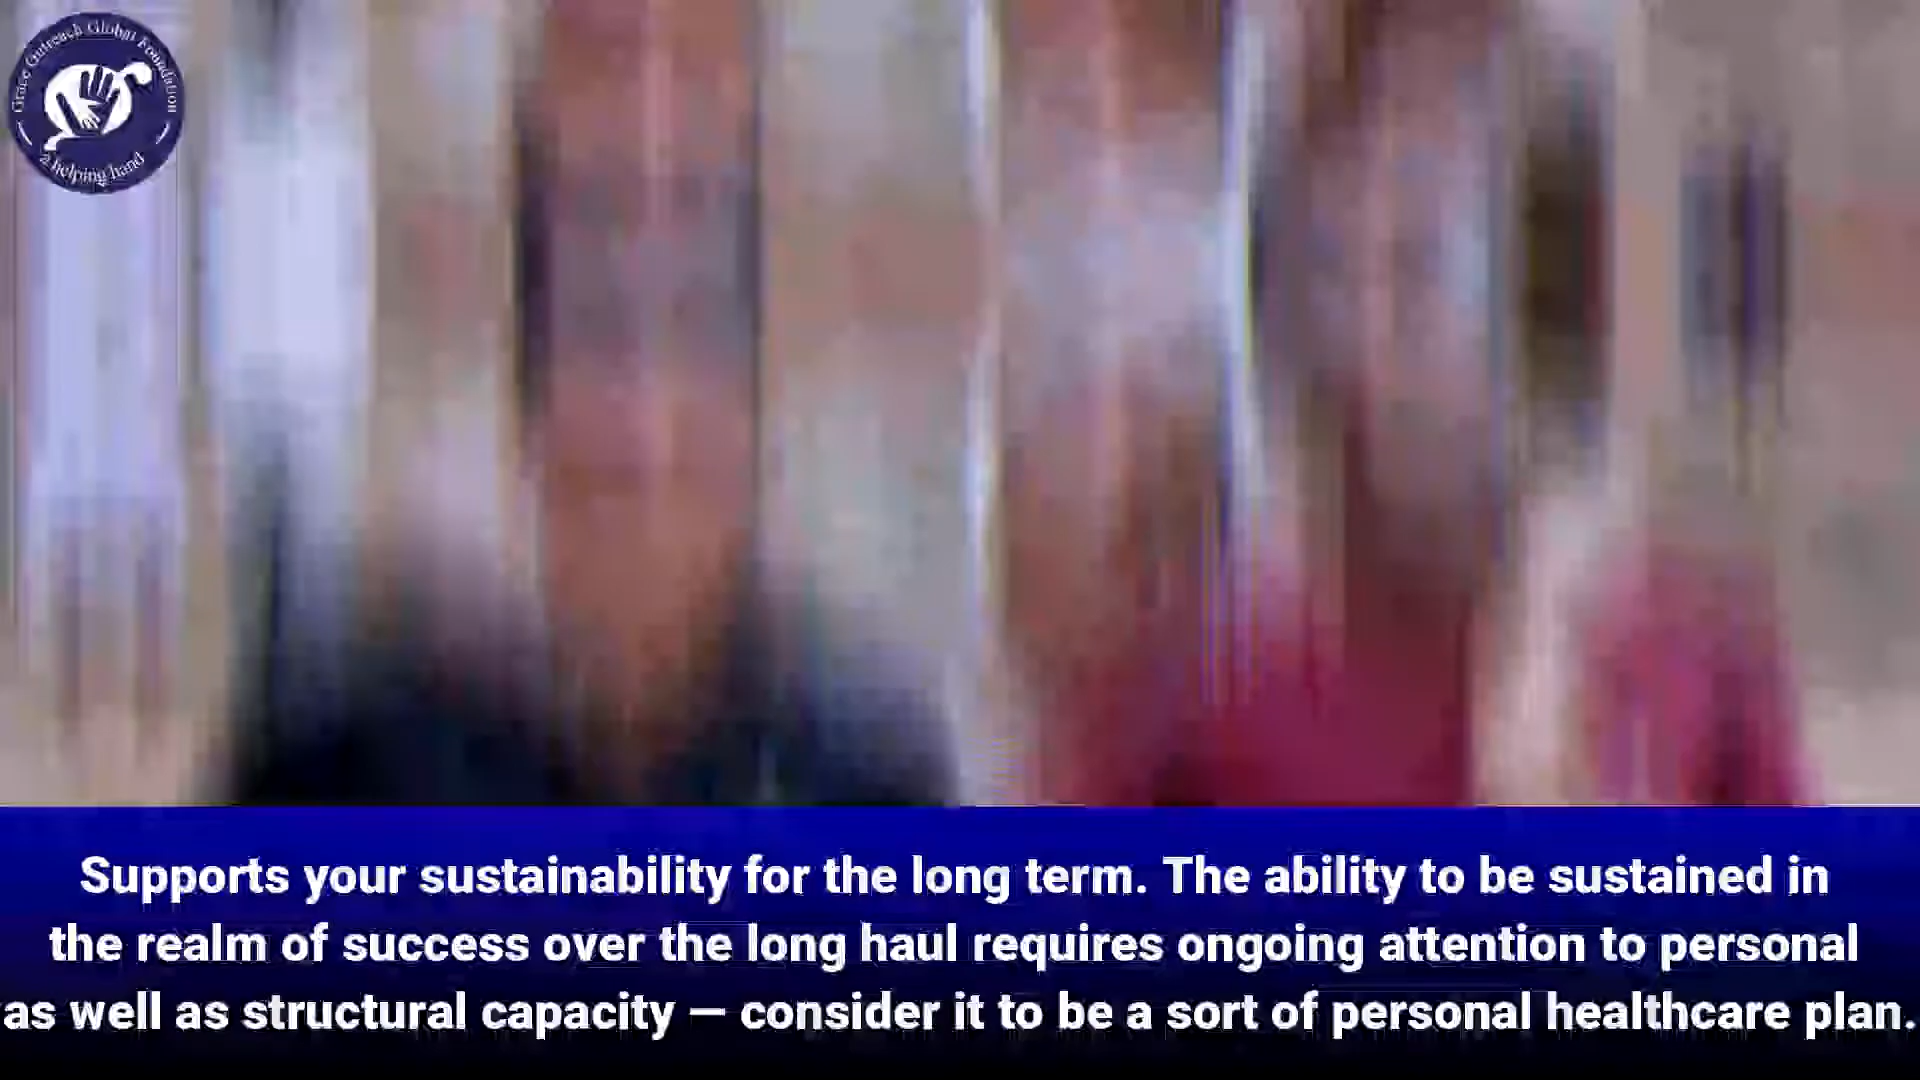 Grace Outreach Global Foundation
a helping hand
Supports your sustainability for the long term. The ability to be sustained in
the realm of success over the long haul requires ongoing attention to personal
as well as structural capacity — consider it to be a sort of personal healthcare plan.